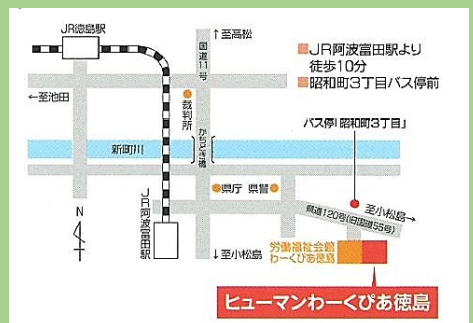 JR徳島駅
↑至高松
国道11号
■JR阿波富田駅より
徒歩10分
■昭和町3丁目バス停前
←至池田
裁判所
バス停「昭和町3丁目」
新町川
かちどき橋
県庁 県警
JR阿波富田駅
N
至小松島→
県道120号(旧国道55号)
↓至小松島
労働福祉会館
わーくぴあ徳島
ヒューマンわーくぴあ徳島